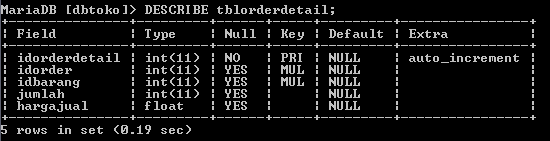 MariaDB [dbtoko]> DESCRIBE tblorderdetail;
+---------------+---------+------+-----+---------+----------------+
| Field         | Type    | Null | Key | Default | Extra          |
+---------------+---------+------+-----+---------+----------------+
| idorderdetail | int(11) | NO   | PRI | NULL    | auto_increment |
| idorder       | int(11) | YES  | MUL | NULL    |                |
| idbarang      | int(11) | YES  | MUL | NULL    |                |
| jumlah        | int(11) | YES  |     | NULL    |                |
| hargajual     | float   | YES  |     | NULL    |                |
+---------------+---------+------+-----+---------+----------------+
5 rows in set (0.19 sec)